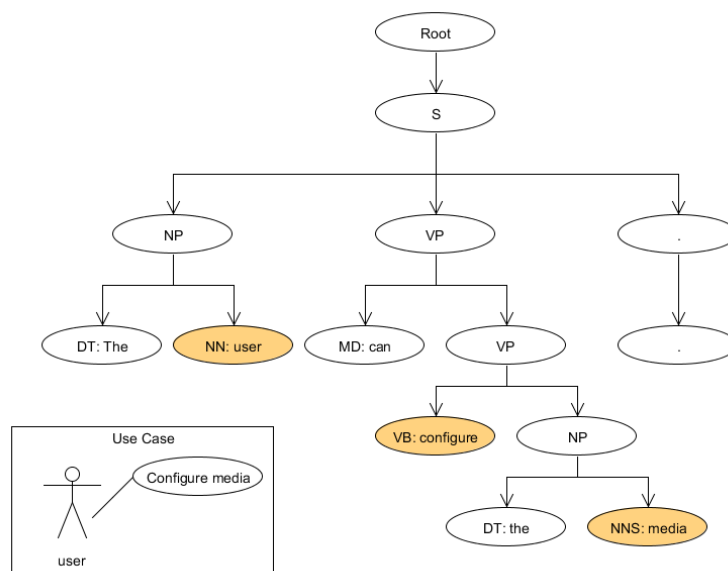 Root
S
NP
VP
.
DT: The
NN: user
MD: can
VP
.
VB: configure
NP
DT: the
NNS: media
Use Case
Configure media
user